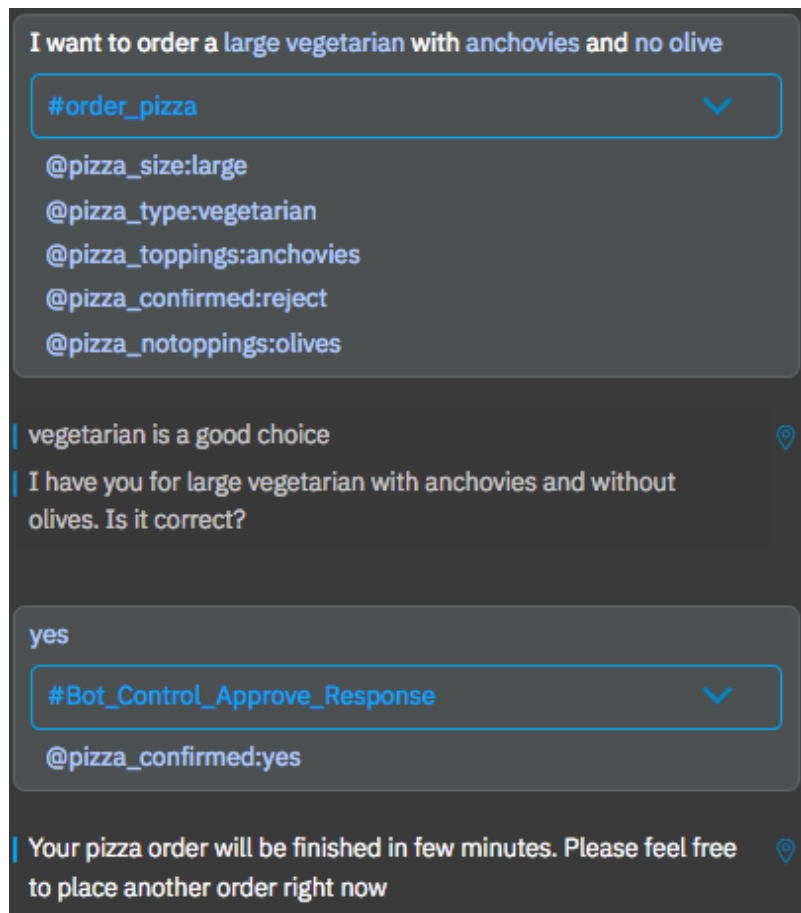 I want to order a large vegetarian with anchovies and no olive
#order_pizza
@pizza_size:large
@pizza_type:vegetarian
@pizza_toppings:anchovies
@pizza_confirmed:reject
@pizza_notoppings:olives
vegetarian is a good choice
I have you for large vegetarian with anchovies and without
olives. Is it correct?
yes
#Bot_Control_Approve_Response
@pizza_confirmed:yes
Your pizza order will be finished in few minutes. Please feel free
to place another order right now